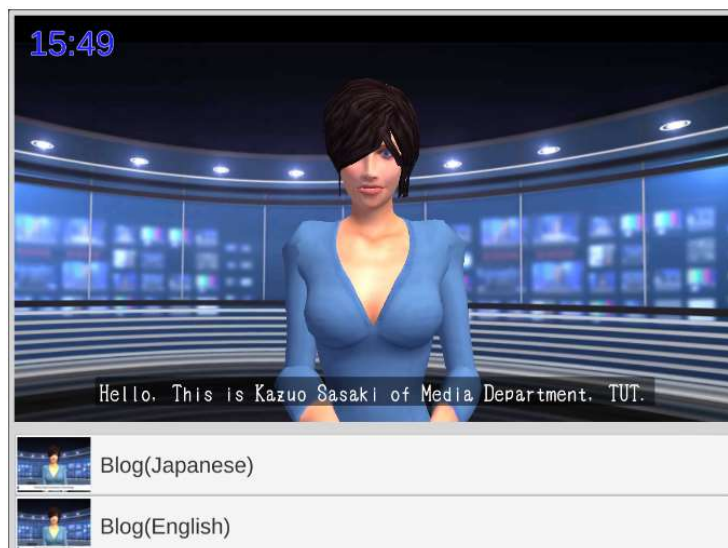 15:49
Hello. This is Kazuo Sasaki of Media Department, TUT.
Blog(Japanese)
Blog(English)